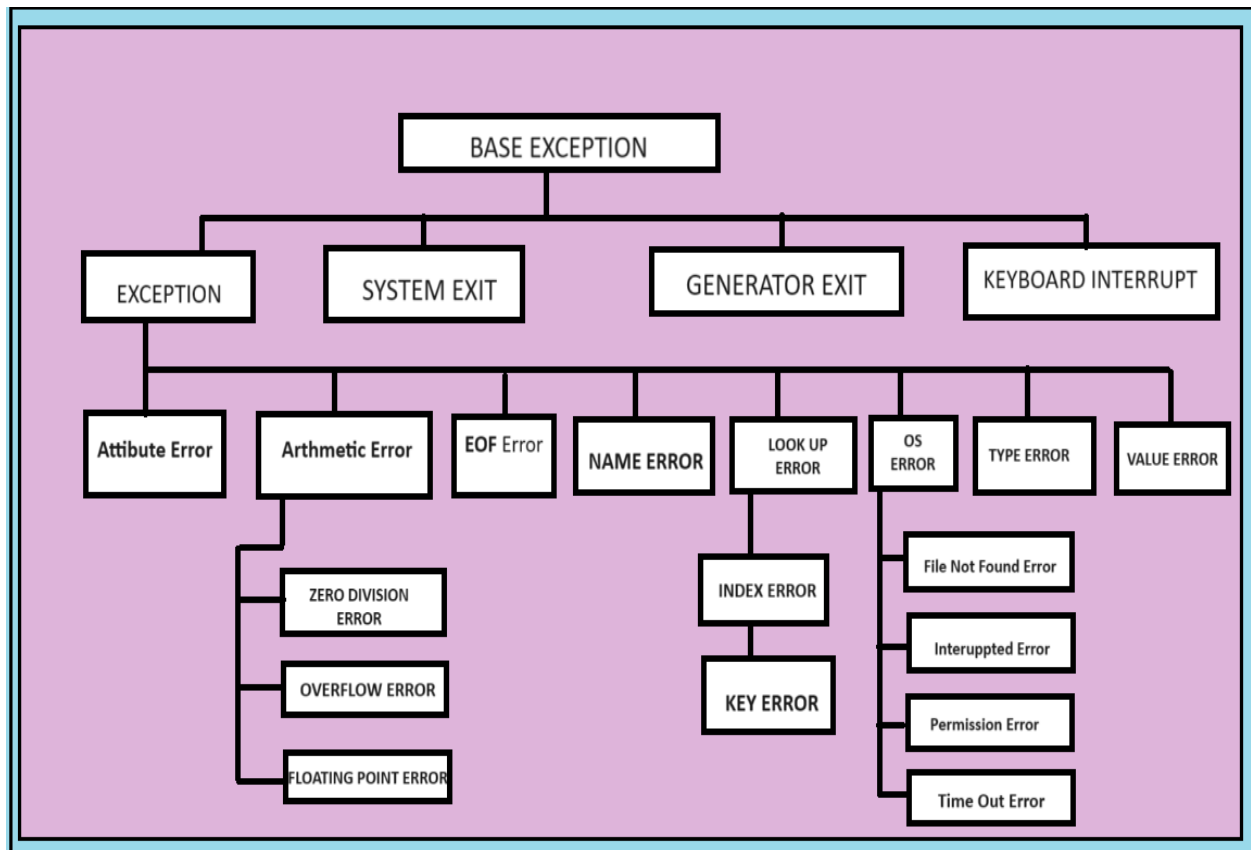 BASE EXCEPTION
EXCEPTION
SYSTEM EXIT
GENERATOR EXIT
KEYBOARD INTERRUPT
Attibute Error
Arthmetic Error
EOF Error
NAME ERROR
LOOK UP
ERROR
OS
ERROR
TYPE ERROR
VALUE ERROR
ZERO DIVISION
ERROR
OVERFLOW ERROR
FLOATING POINT ERROR
INDEX ERROR
KEY ERROR
File Not Found Error
Interuppted Error
Permission Error
Time Out Error